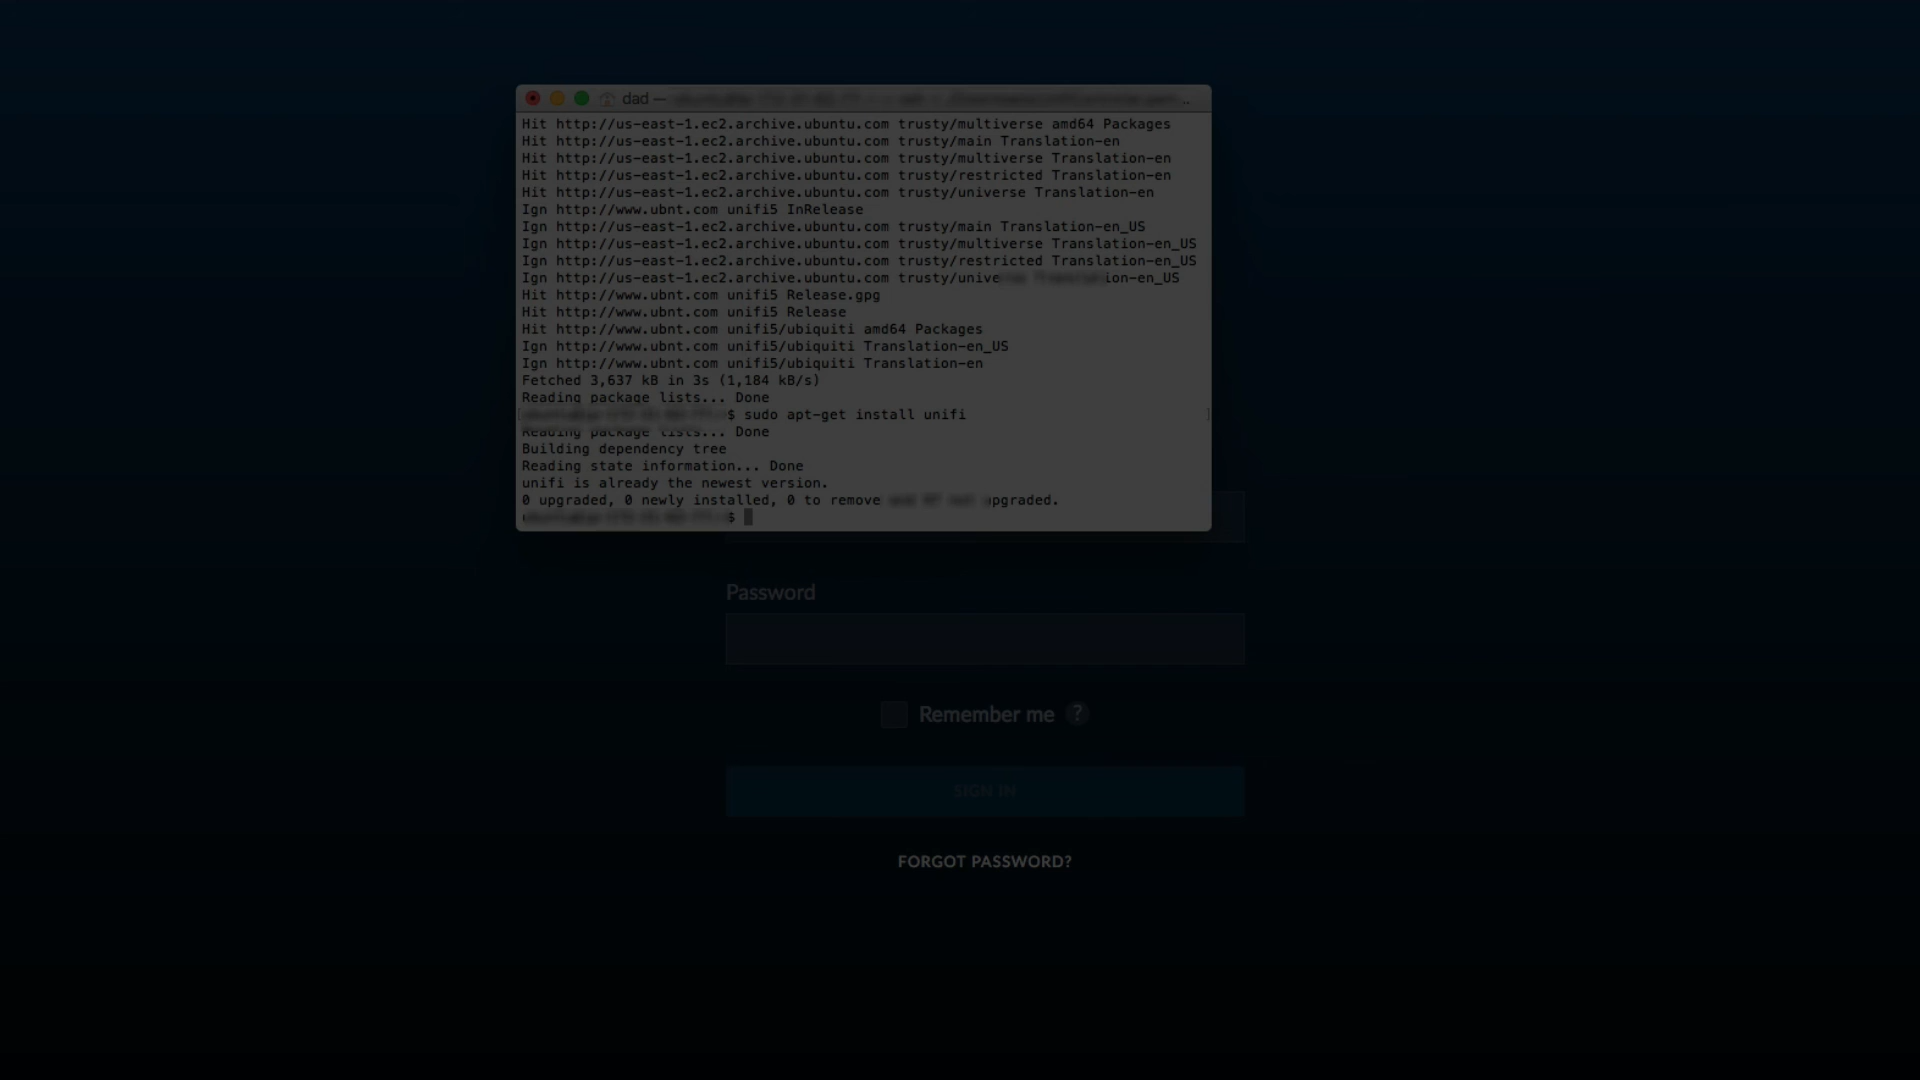 dad —
Hit http://us-east-1.ec2.archive.ubuntu.com trusty/multiverse amd64 Packages
Hit http://us-east-1.ec2.archive.ubuntu.com trusty/main Translation-en
Hit http://us-east-1.ec2.archive.ubuntu.com trusty/multiverse Translation-en
Hit http://us-east-1.ec2.archive.ubuntu.com trusty/restricted Translation-en
Hit http://us-east-1.ec2.archive.ubuntu.com trusty/universe Translation-en
Ign http://www.ubnt.com unifi5 InRelease
Ign http://us-east-1.ec2.archive.ubuntu.com trusty/main Translation-en_US
Ign http://us-east-1.ec2.archive.ubuntu.com trusty/multiverse Translation-en_US
Ign http://us-east-1.ec2.archive.ubuntu.com trusty/restricted Translation-en_US
Ign http://us-east-1.ec2.archive.ubuntu.com
Hit http://www.ubnt.com unifi5 Release.gpg
Hit http://www.ubnt.com unifi5 Release
Hit http://www.ubnt.com unifi5/ubiquiti amd64 Packages
Ign http://www.ubnt.com unifi5/ubiquiti Translation-en_US
Ign http://www.ubnt.com unifi5/ubiquiti Translation-en
Fetched 3,637 kB in 3s (1,184 kB/s)
Reading package lists... Done
$ sudo apt-get install unifi
Reading package lists... Done
Building dependency tree
Reading state information... Done
unifi is already the newest version.
0 upgraded, 0 newly installed, 0 to remove
$
Password
Remember me ?
SIGN IN
FORGOT PASSWORD?